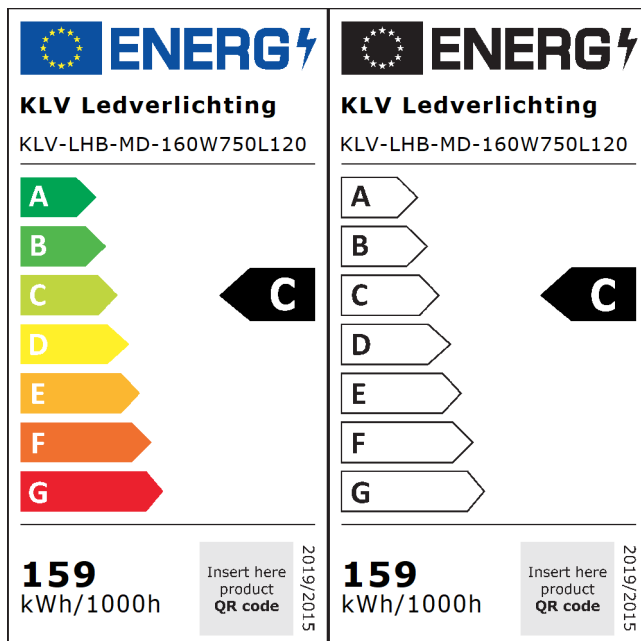 ENERG
KLV Ledverlichting
KLV-LHB-MD-160W750L120
A
B
C
C
D
E
F
G
159
kWh/1000h
Insert here
product
QR code
2019/2015
ENERG
KLV Ledverlichting
KLV-LHB-MD-160W750L120
A
B
C
C
D
E
F
G
159
kWh/1000h
Insert here
product
QR code
2019/2015